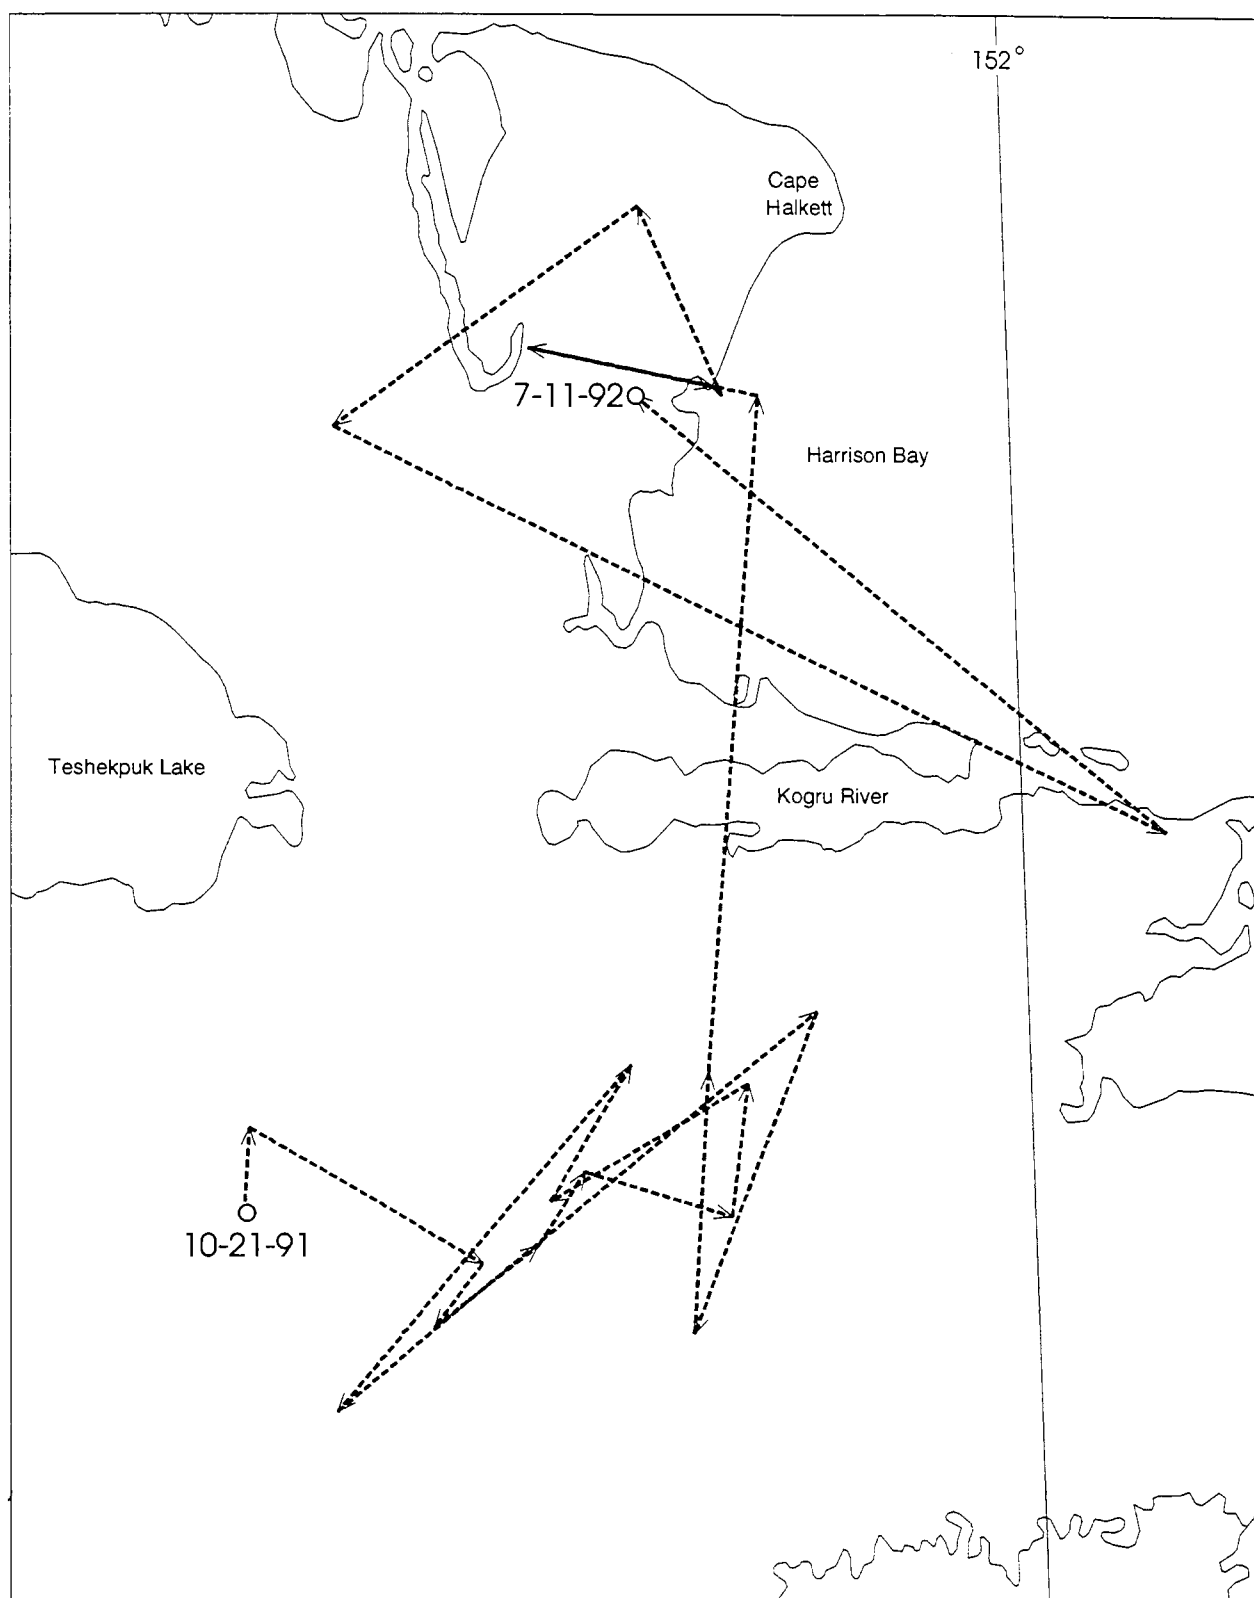 152°
Cape
Halkett
7-11-92
Harrison Bay
Teshekpuk Lake
Kogru River
10-21-91